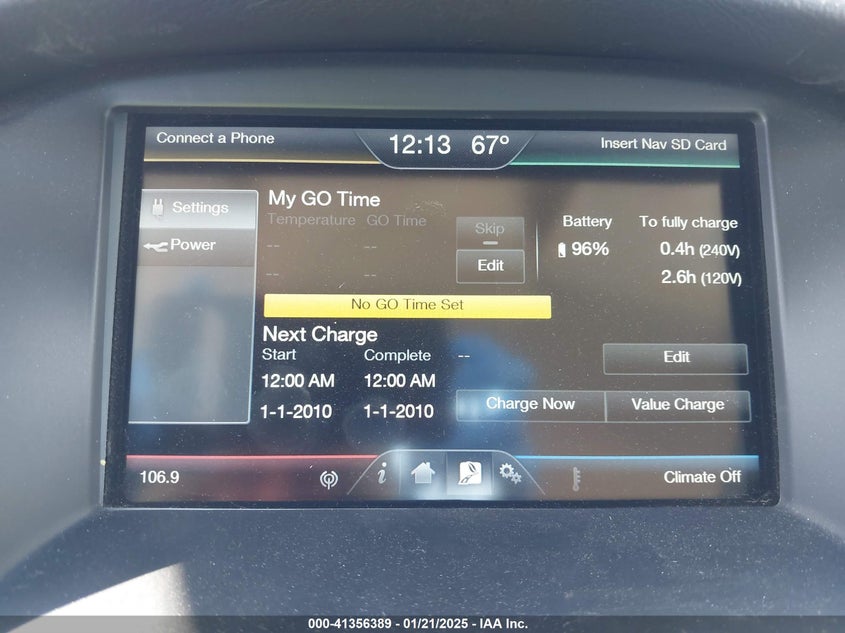 Connect a Phone
12:13 67°
Insert Nav SD Card
Settings
Power
My GO Time
Temperature GO Time
-- --
-- --
Skip
Edit
Battery
96%
To fully charge
0.4h (240V)
2.6h (120V)
No GO Time Set
Next Charge
Start Complete --
12:00 AM 12:00 AM
1-1-2010 1-1-2010
Edit
Charge Now Value Charge
106.9
i
Climate Off
000-41356389 - 01/21/2025 - IAA Inc.